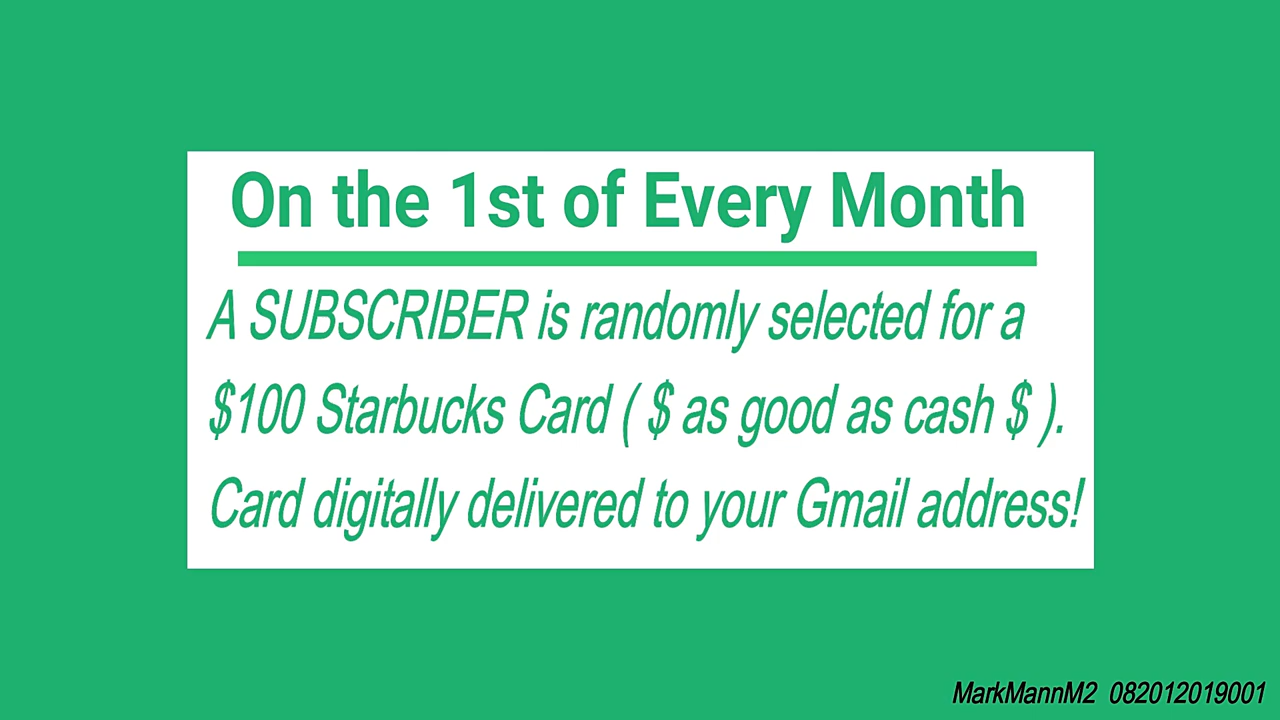 On the 1st of Every Month
A SUBSCRIBER is randomly selected for a
$100 Starbucks Card ( $ as good as cash $ ).
Card digitally delivered to your Gmail address!
MarkMannM2 082012019001